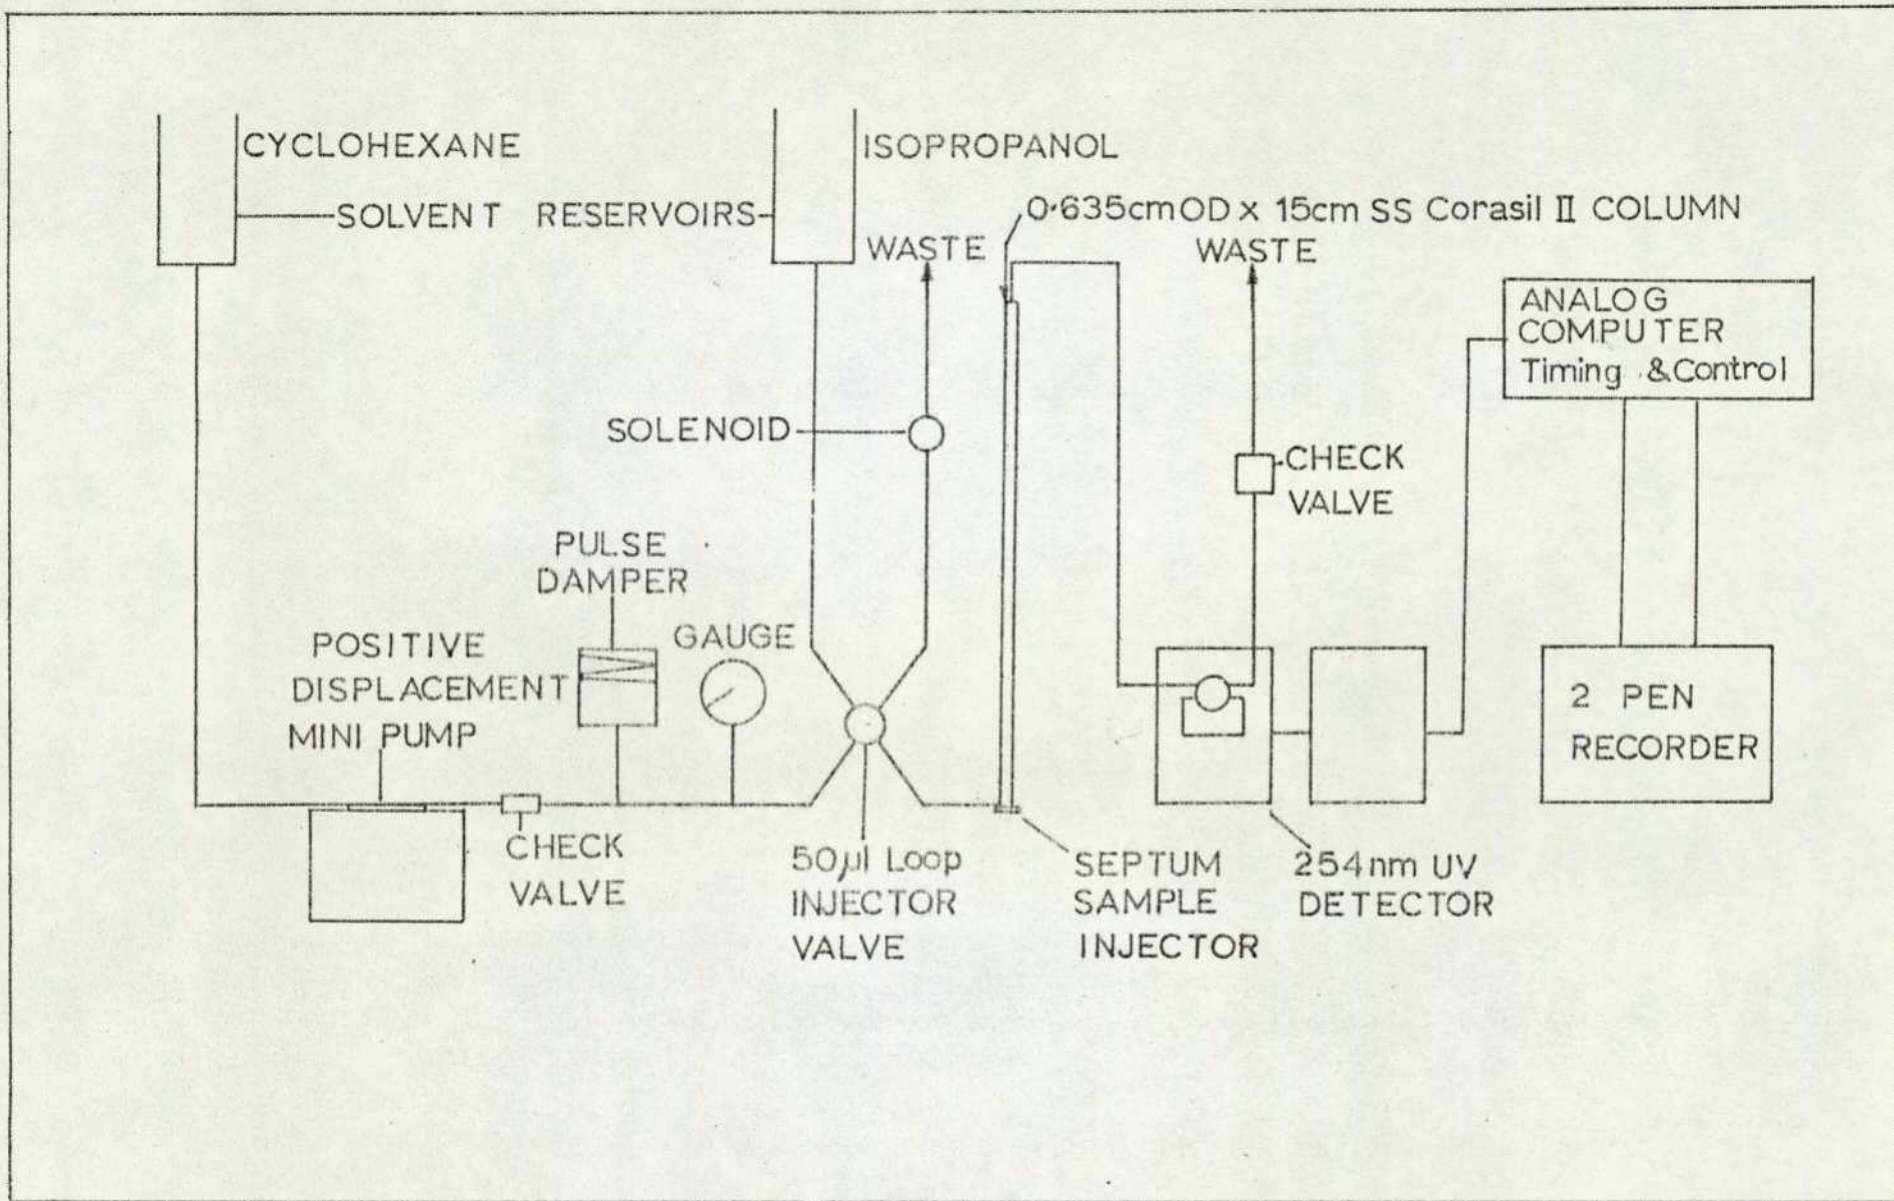 CYCLOHEXANE
ISOPROPANOL
SOLVENT RESERVOIRS
0·635cmOD x 15cm SS Corasil II COLUMN
WASTE
WASTE
ANALOG
COMPUTER
Timing &Control
SOLENOID
CHECK
VALVE
PULSE
DAMPER
GAUGE
POSITIVE
DISPLACEMENT
MINI PUMP
2 PEN
RECORDER
CHECK
VALVE
50µl Loop
INJECTOR
VALVE
SEPTUM
SAMPLE
INJECTOR
254nm UV
DETECTOR